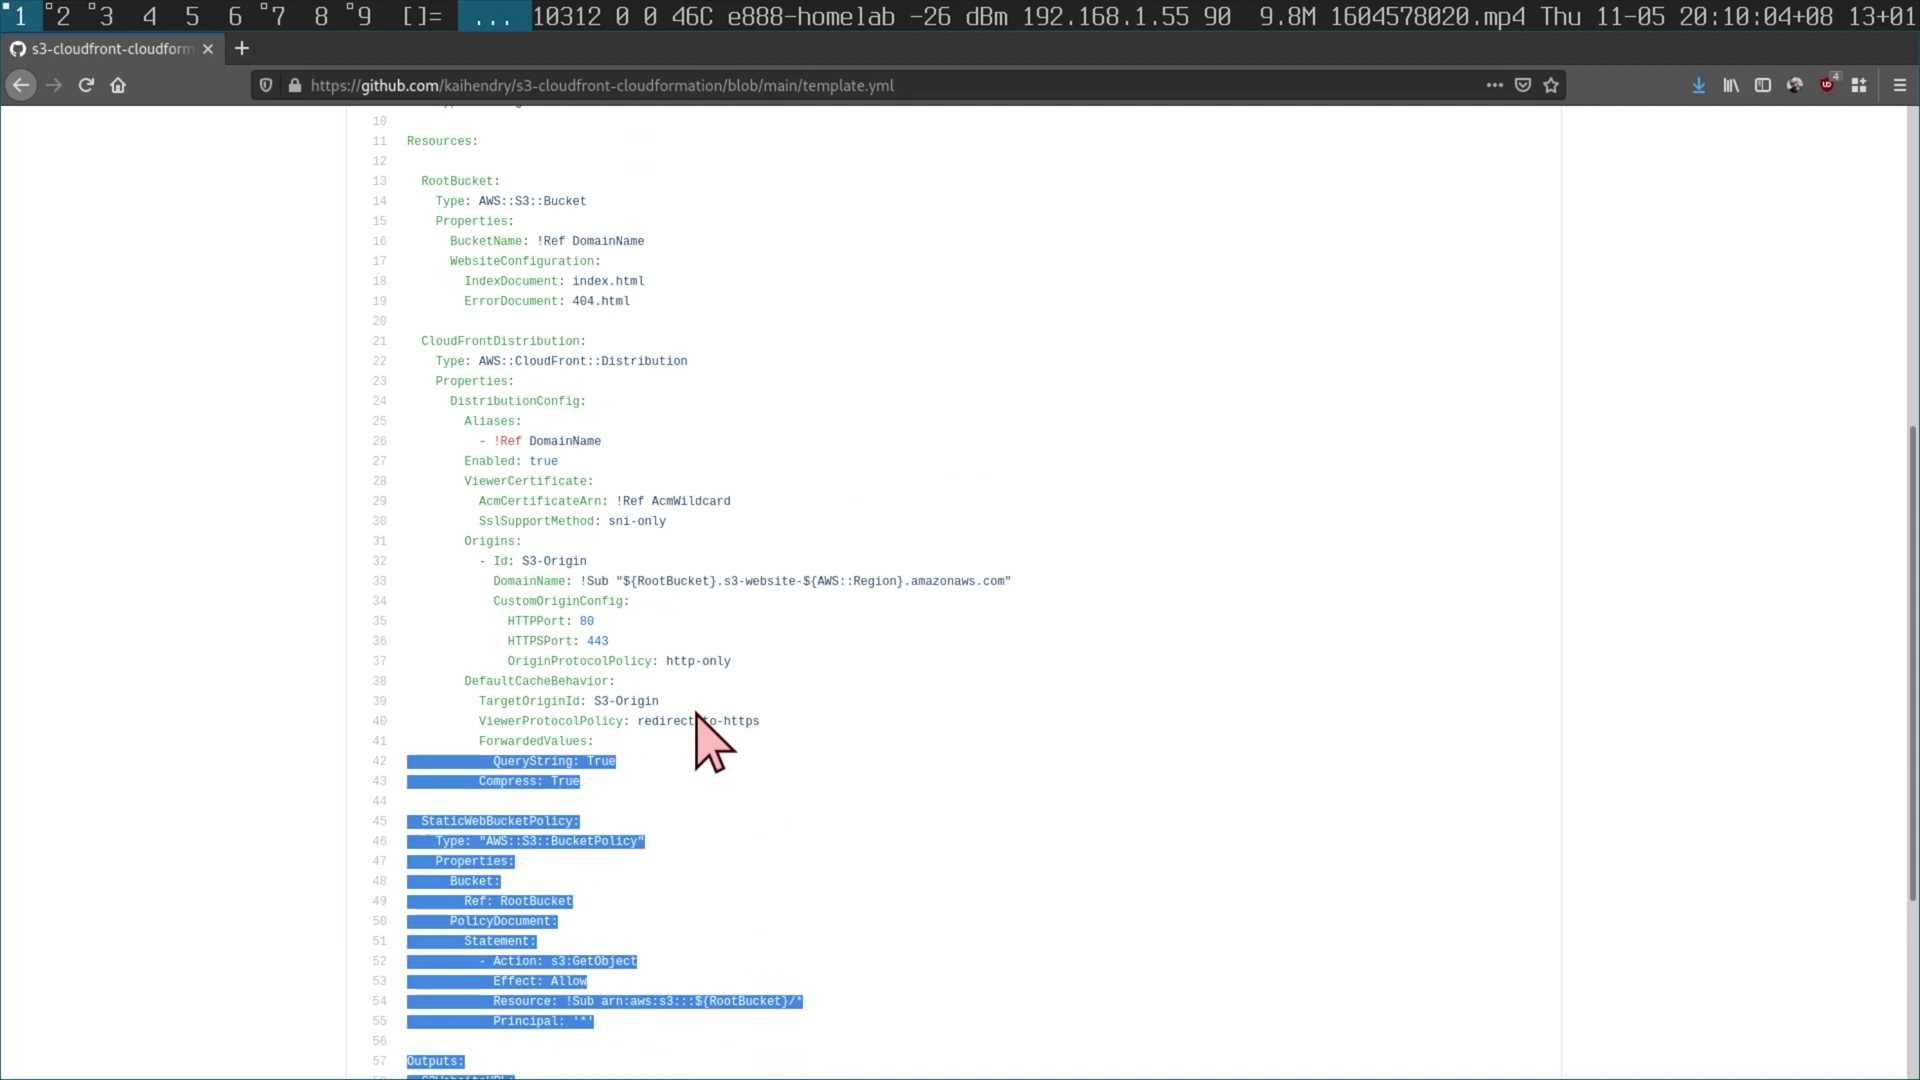 1 2 3 4 5 6 7 8 9 []= ... 10312 0 0 46C e888-homelab -26 dBm 192.168.1.55 90 9.8M 1604578020.mp4 Thu 11-05 20:10:04+08 13+01
s3-cloudfront-cloudform
https://github.com/kaihendry/s3-cloudfront-cloudformation/blob/main/template.yml
4
10
11 Resources:
12
13 RootBucket:
14 Type: AWS::S3::Bucket
15 Properties:
16 BucketName: !Ref DomainName
17 WebsiteConfiguration:
18 IndexDocument: index.html
19 ErrorDocument: 404.html
20
21 CloudFrontDistribution:
22 Type: AWS::CloudFront::Distribution
23 Properties:
24 DistributionConfig:
25 Aliases:
26 - !Ref DomainName
27 Enabled: true
28 ViewerCertificate:
29 AcmCertificateArn: !Ref AcmWildcard
30 SslSupportMethod: sni-only
31 Origins:
32 - Id: S3-Origin
33 DomainName: !Sub "${RootBucket}.s3-website-${AWS::Region}.amazonaws.com"
34 CustomOriginConfig:
35 HTTPPort: 80
36 HTTPSPort: 443
37 OriginProtocolPolicy: http-only
38 DefaultCacheBehavior:
39 TargetOriginId: S3-Origin
40 ViewerProtocolPolicy: redirect-to-https
41 ForwardedValues:
42 QueryString: True
43 Compress: True
44
45 StaticWebBucketPolicy:
46 Type: "AWS::S3::BucketPolicy"
47 Properties:
48 Bucket:
49 Ref: RootBucket
50 PolicyDocument:
51 Statement:
52 - Action: s3:GetObject
53 Effect: Allow
54 Resource: !Sub arn:aws:s3:::${RootBucket}/*
55 Principal: '*'
56
57 Outputs: